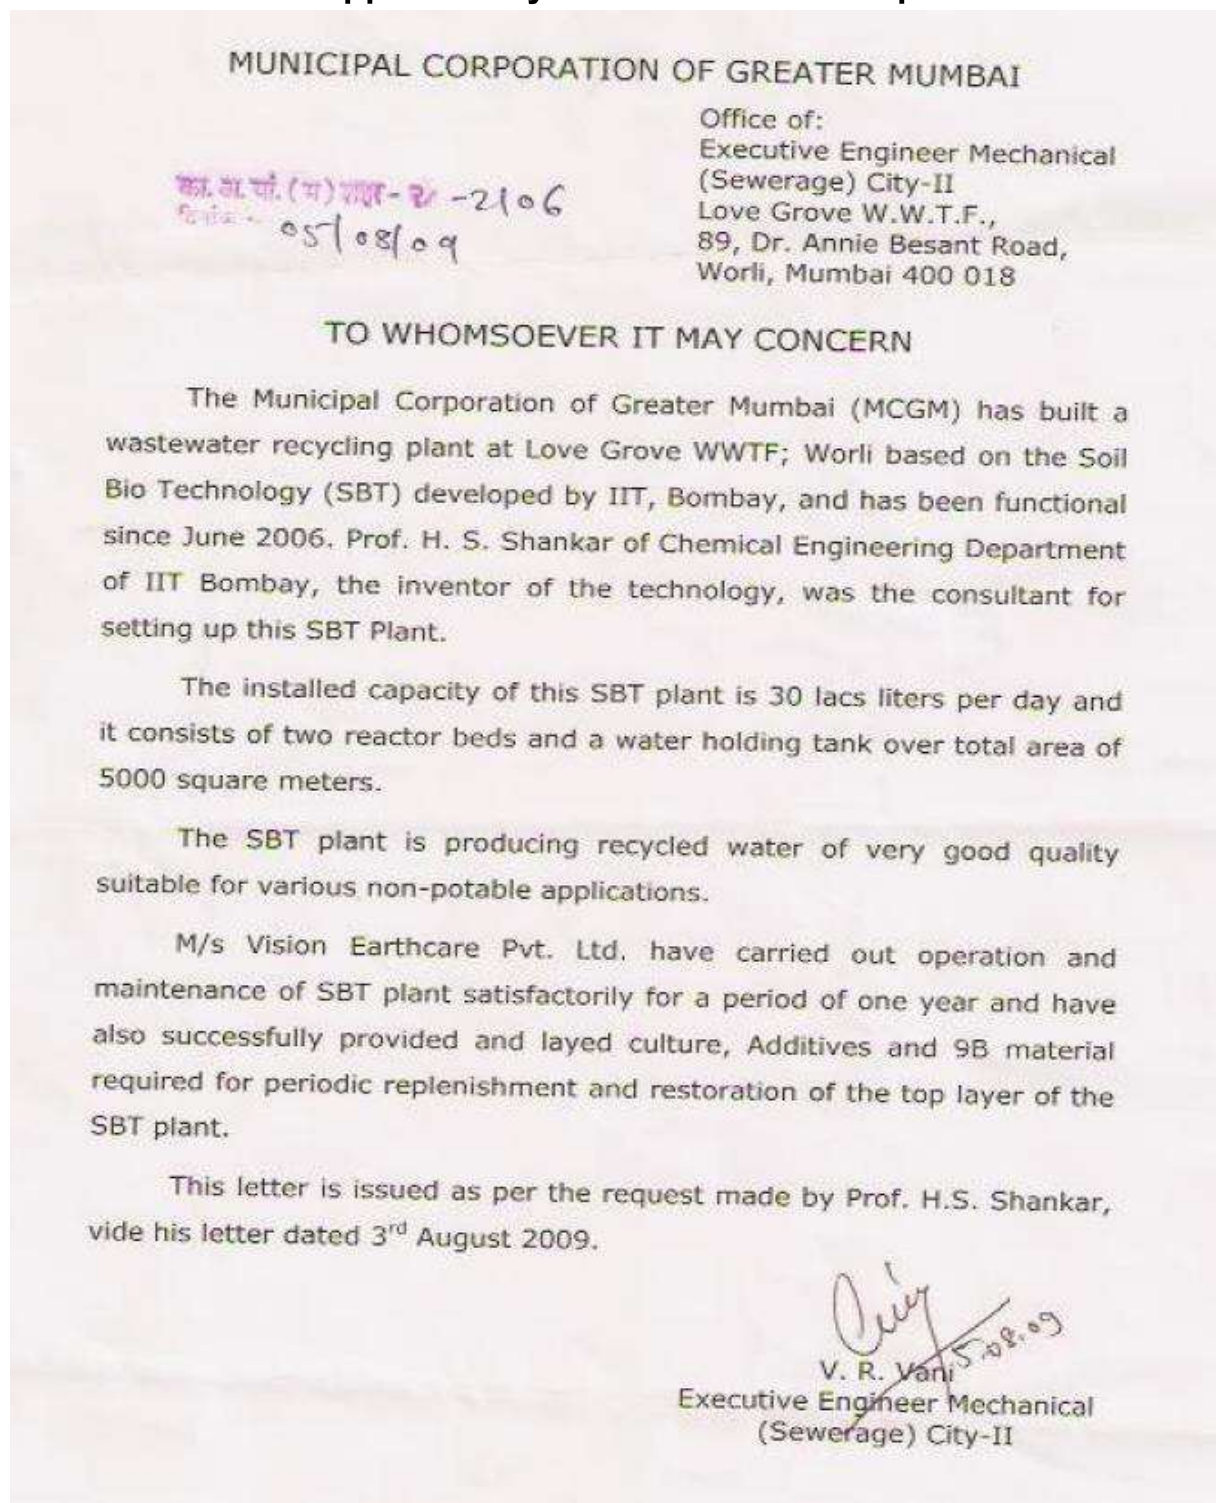 MUNICIPAL CORPORATION OF GREATER MUMBAI
Office of:
Executive Engineer Mechanical
(Sewerage) City-II
Love Grove W.W.T.F.,
89, Dr. Annie Besant Road,
Worli, Mumbai 400 018
का. अ. यां. (म) शहर - २ - 2106
दिनांक - 05/08/09
TO WHOMSOEVER IT MAY CONCERN
The Municipal Corporation of Greater Mumbai (MCGM) has built a
wastewater recycling plant at Love Grove WWTF; Worli based on the Soil
Bio Technology (SBT) developed by IIT, Bombay, and has been functional
since June 2006. Prof. H. S. Shankar of Chemical Engineering Department
of IIT Bombay, the inventor of the technology, was the consultant for
setting up this SBT Plant.
The installed capacity of this SBT plant is 30 lacs liters per day and
it consists of two reactor beds and a water holding tank over total area of
5000 square meters.
The SBT plant is producing recycled water of very good quality
suitable for various non-potable applications.
M/s Vision Earthcare Pvt. Ltd. have carried out operation and
maintenance of SBT plant satisfactorily for a period of one year and have
also successfully provided and layed culture, Additives and 9B material
required for periodic replenishment and restoration of the top layer of the
SBT plant.
This letter is issued as per the request made by Prof. H.S. Shankar,
vide his letter dated 3rd August 2009.
5.08.09
V. R. Vani
Executive Engineer Mechanical
(Sewerage) City-II